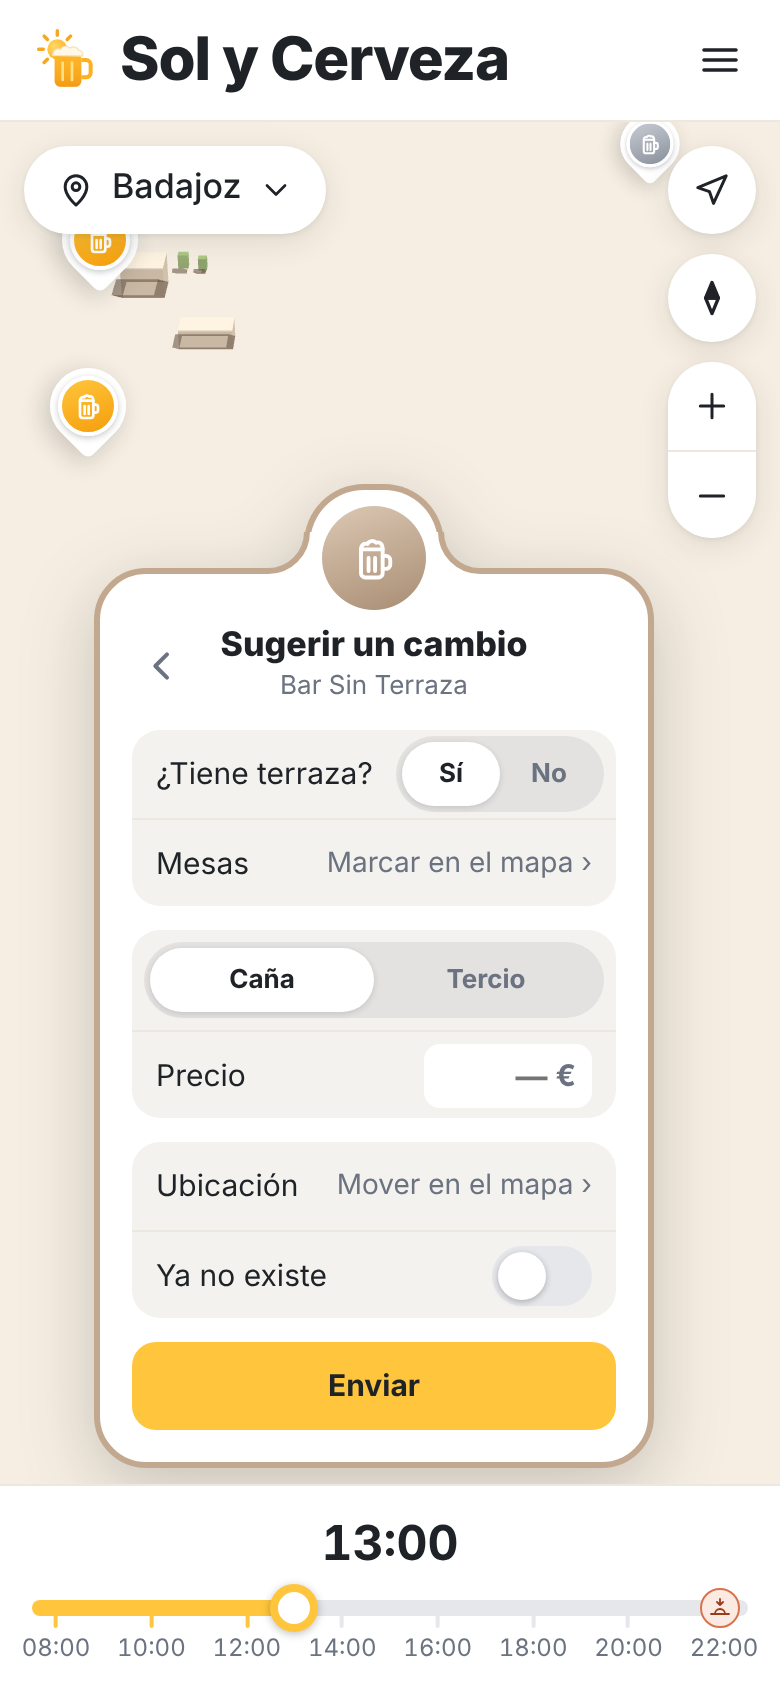 Sol y Cerveza
Badajoz
Sugerir un cambio
Bar Sin Terraza
¿Tiene terraza? Sí No
Mesas Marcar en el mapa ›
Caña Tercio
Precio — €
Ubicación Mover en el mapa ›
Ya no existe
Enviar
13:00
08:00 10:00 12:00 14:00 16:00 18:00 20:00 22:00